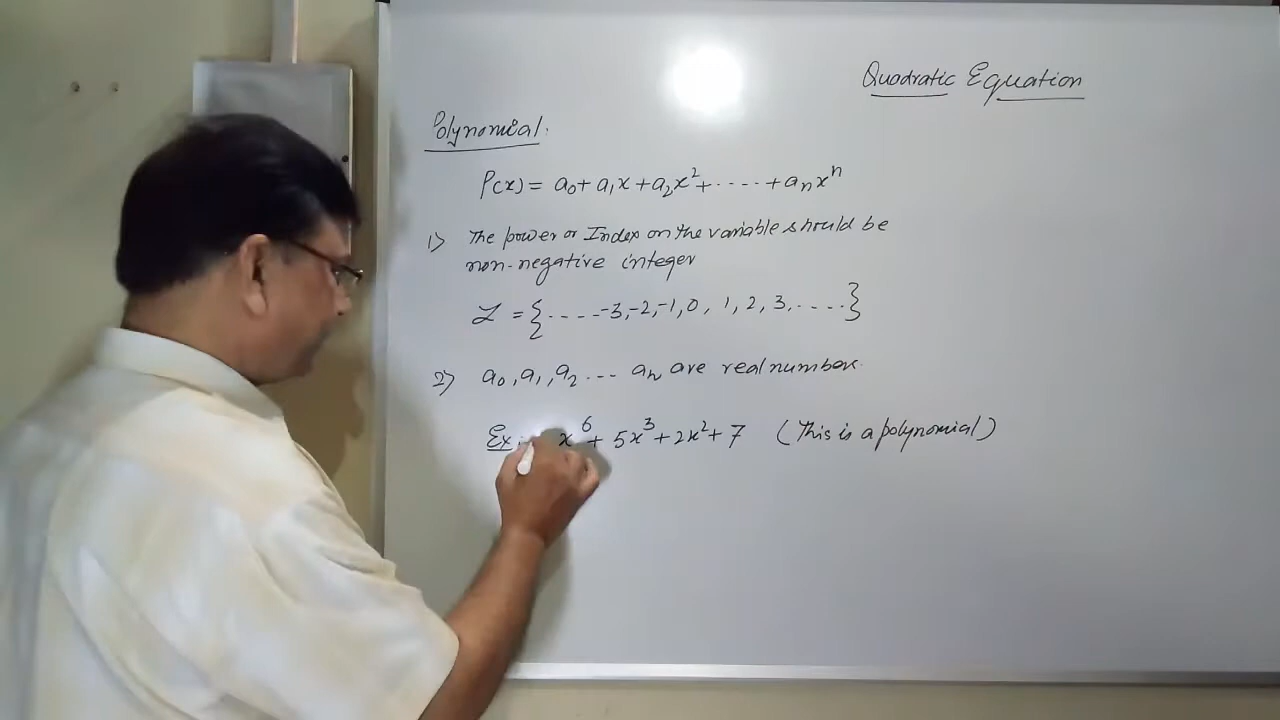 Quadratic Equation
Polynomial.
P(x) = a₀ + a₁x + a₂x² + ..... + aₙxⁿ
1) The power or Index on the variable should be
non-negative integer
Z = {.....-3,-2,-1,0, 1, 2, 3,.....}
2) a₀, a₁, a₂ ... aₙ are real number.
Ex:- x⁶ + 5x³ + 2x² + 7 (This is a polynomial)